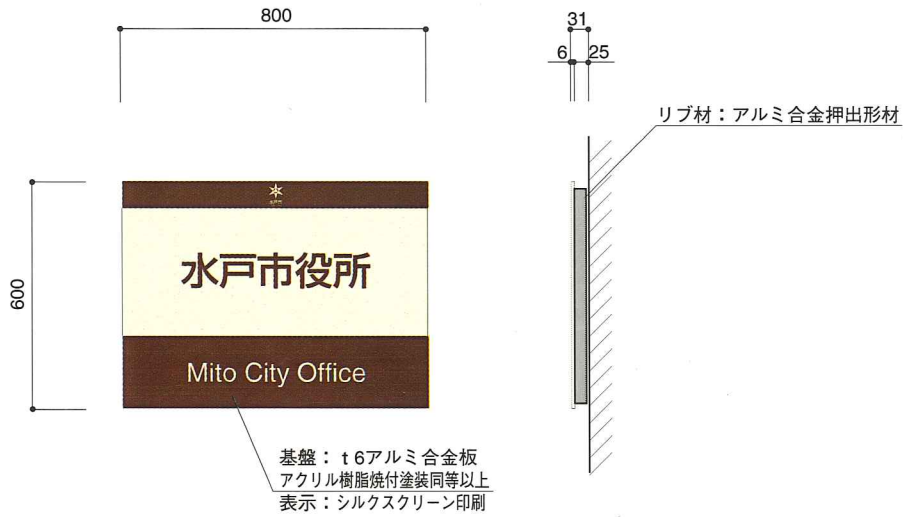 800
31
6
25
リブ材：アルミ合金押出形材
600
水戸市役所
Mito City Office
基盤：ｔ6アルミ合金板
アクリル樹脂焼付塗装同等以上
表示：シルクスクリーン印刷